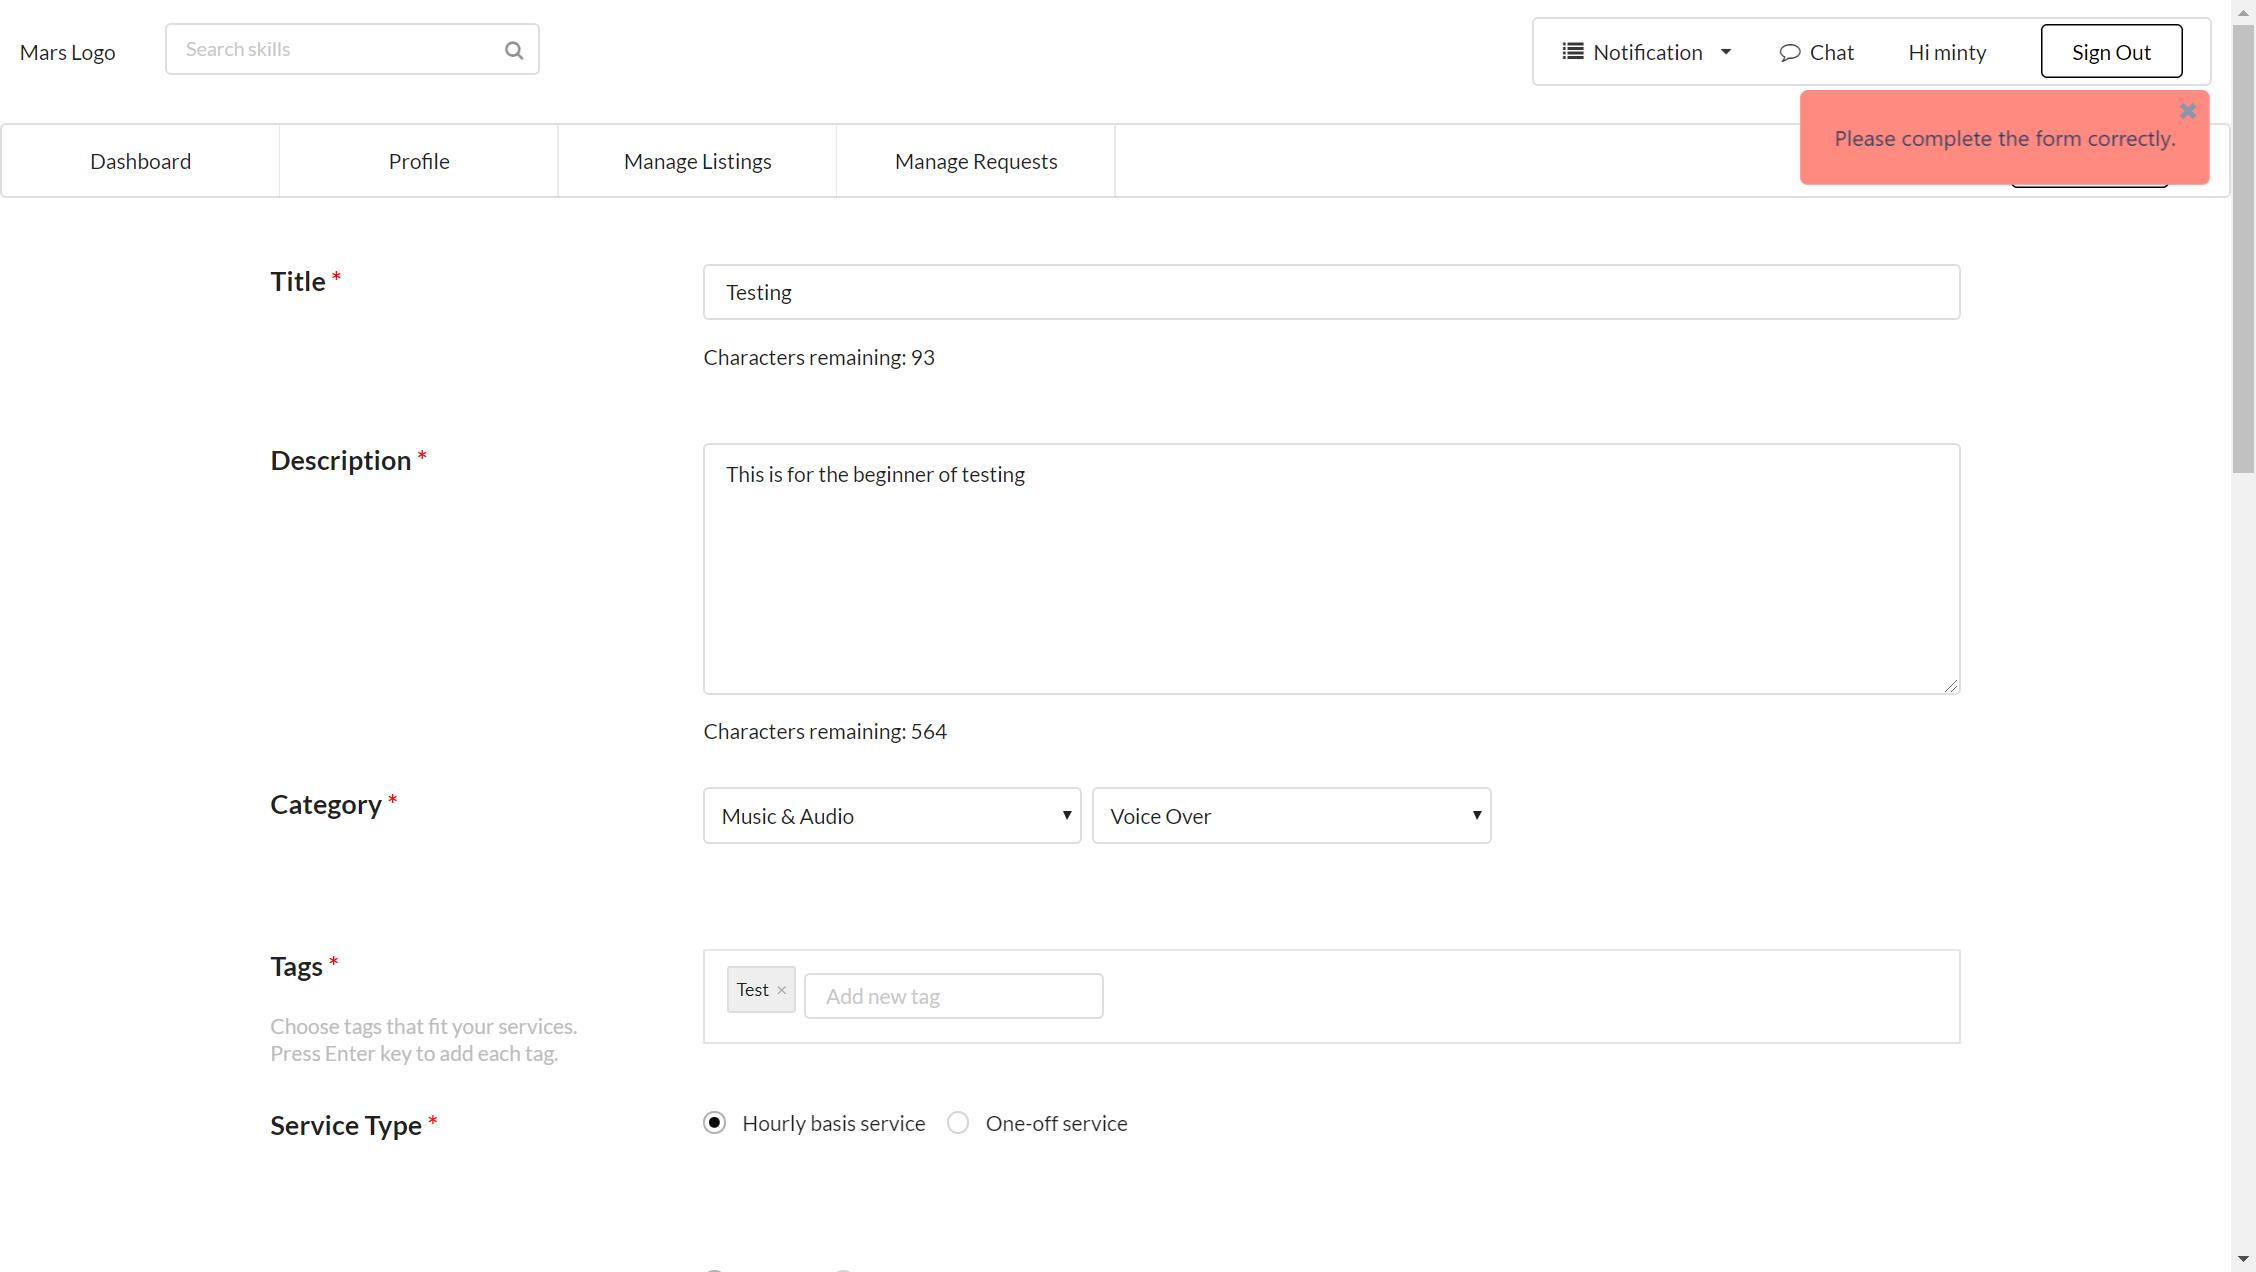 Mars Logo
Search skills
Notification
Chat
Hi minty
Sign Out
Please complete the form correctly.
Dashboard
Profile
Manage Listings
Manage Requests
Title *
Testing
Characters remaining: 93
Description *
This is for the beginner of testing
Characters remaining: 564
Category *
Music & Audio
Voice Over
Tags *
Test ×
Add new tag
Choose tags that fit your services.
Press Enter key to add each tag.
Service Type *
Hourly basis service
One-off service